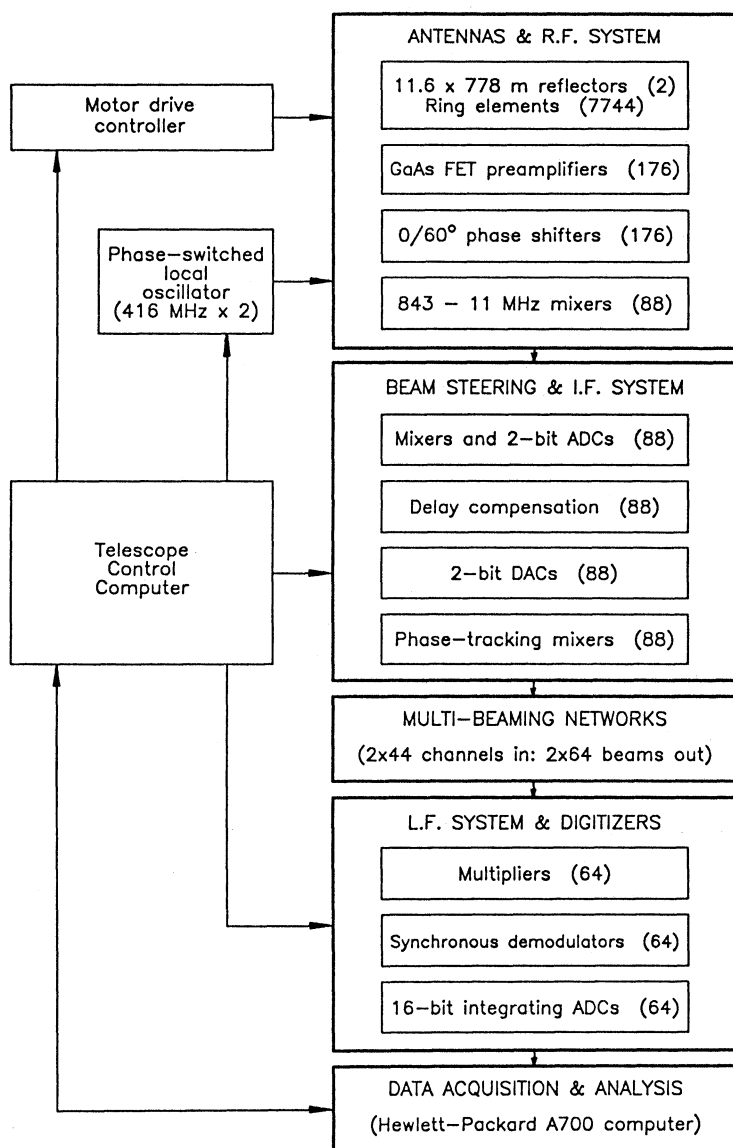 ANTENNAS & R.F. SYSTEM
11.6 x 778 m reflectors (2)
Ring elements (7744)
GaAs FET preamplifiers (176)
0/60° phase shifters (176)
843 – 11 MHz mixers (88)
Motor drive
controller
Phase–switched
local
oscillator
(416 MHz x 2)
BEAM STEERING & I.F. SYSTEM
Mixers and 2–bit ADCs (88)
Delay compensation (88)
2–bit DACs (88)
Phase–tracking mixers (88)
Telescope
Control
Computer
MULTI–BEAMING NETWORKS
(2x44 channels in: 2x64 beams out)
L.F. SYSTEM & DIGITIZERS
Multipliers (64)
Synchronous demodulators (64)
16–bit integrating ADCs (64)
DATA ACQUISITION & ANALYSIS
(Hewlett–Packard A700 computer)